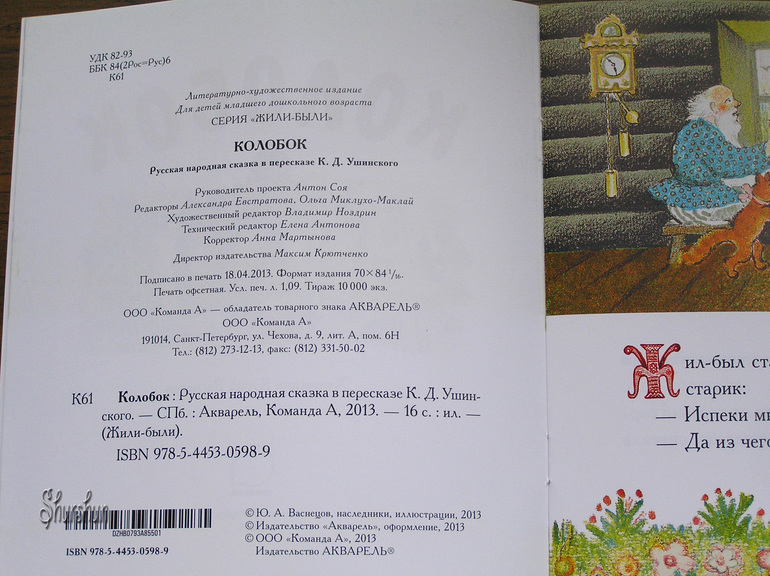 УДК 82-93
ББК 84(2Рос=Рус)6
К61
Литературно-художественное издание
Для детей младшего дошкольного возраста
СЕРИЯ «ЖИЛИ-БЫЛИ»
КОЛОБОК
Русская народная сказка в пересказе К. Д. Ушинского
Руководитель проекта Антон Соя
Редакторы Александра Евстратова, Ольга Миклухо-Маклай
Художественный редактор Владимир Ноздрин
Технический редактор Елена Антонова
Корректор Анна Мартынова
Директор издательства Максим Крютченко
Подписано в печать 18.04.2013. Формат издания 70×84 1/16.
Печать офсетная. Усл. печ. л. 1,09. Тираж 10 000 экз.
ООО «Команда А» — обладатель товарного знака АКВАРЕЛЬ®
ООО «Команда А»
191014, Санкт-Петербург, ул. Чехова, д. 9, лит. А, пом. 6Н
Тел.: (812) 273-12-13, факс: (812) 331-50-02
К61 Колобок : Русская народная сказка в пересказе К. Д. Ушин-
ского. — СПб. : Акварель, Команда А, 2013. — 16 с. : ил. —
(Жили-были).
ISBN 978-5-4453-0598-9
Shurshun
DZHB0793A85501
ISBN 978-5-4453-0598-9
© Ю. А. Васнецов, наследники, иллюстрации, 2013
© Издательство «Акварель», оформление, 2013
© ООО «Команда А», 2013
Издательство АКВАРЕЛЬ®
Жил-был ста
старик:
— Испеки м
— Да из чег